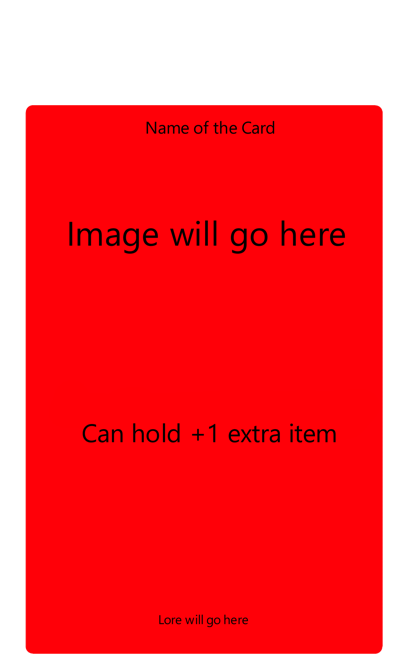 Name of the Card
Image will go here
Can hold +1 extra item
Lore will go here